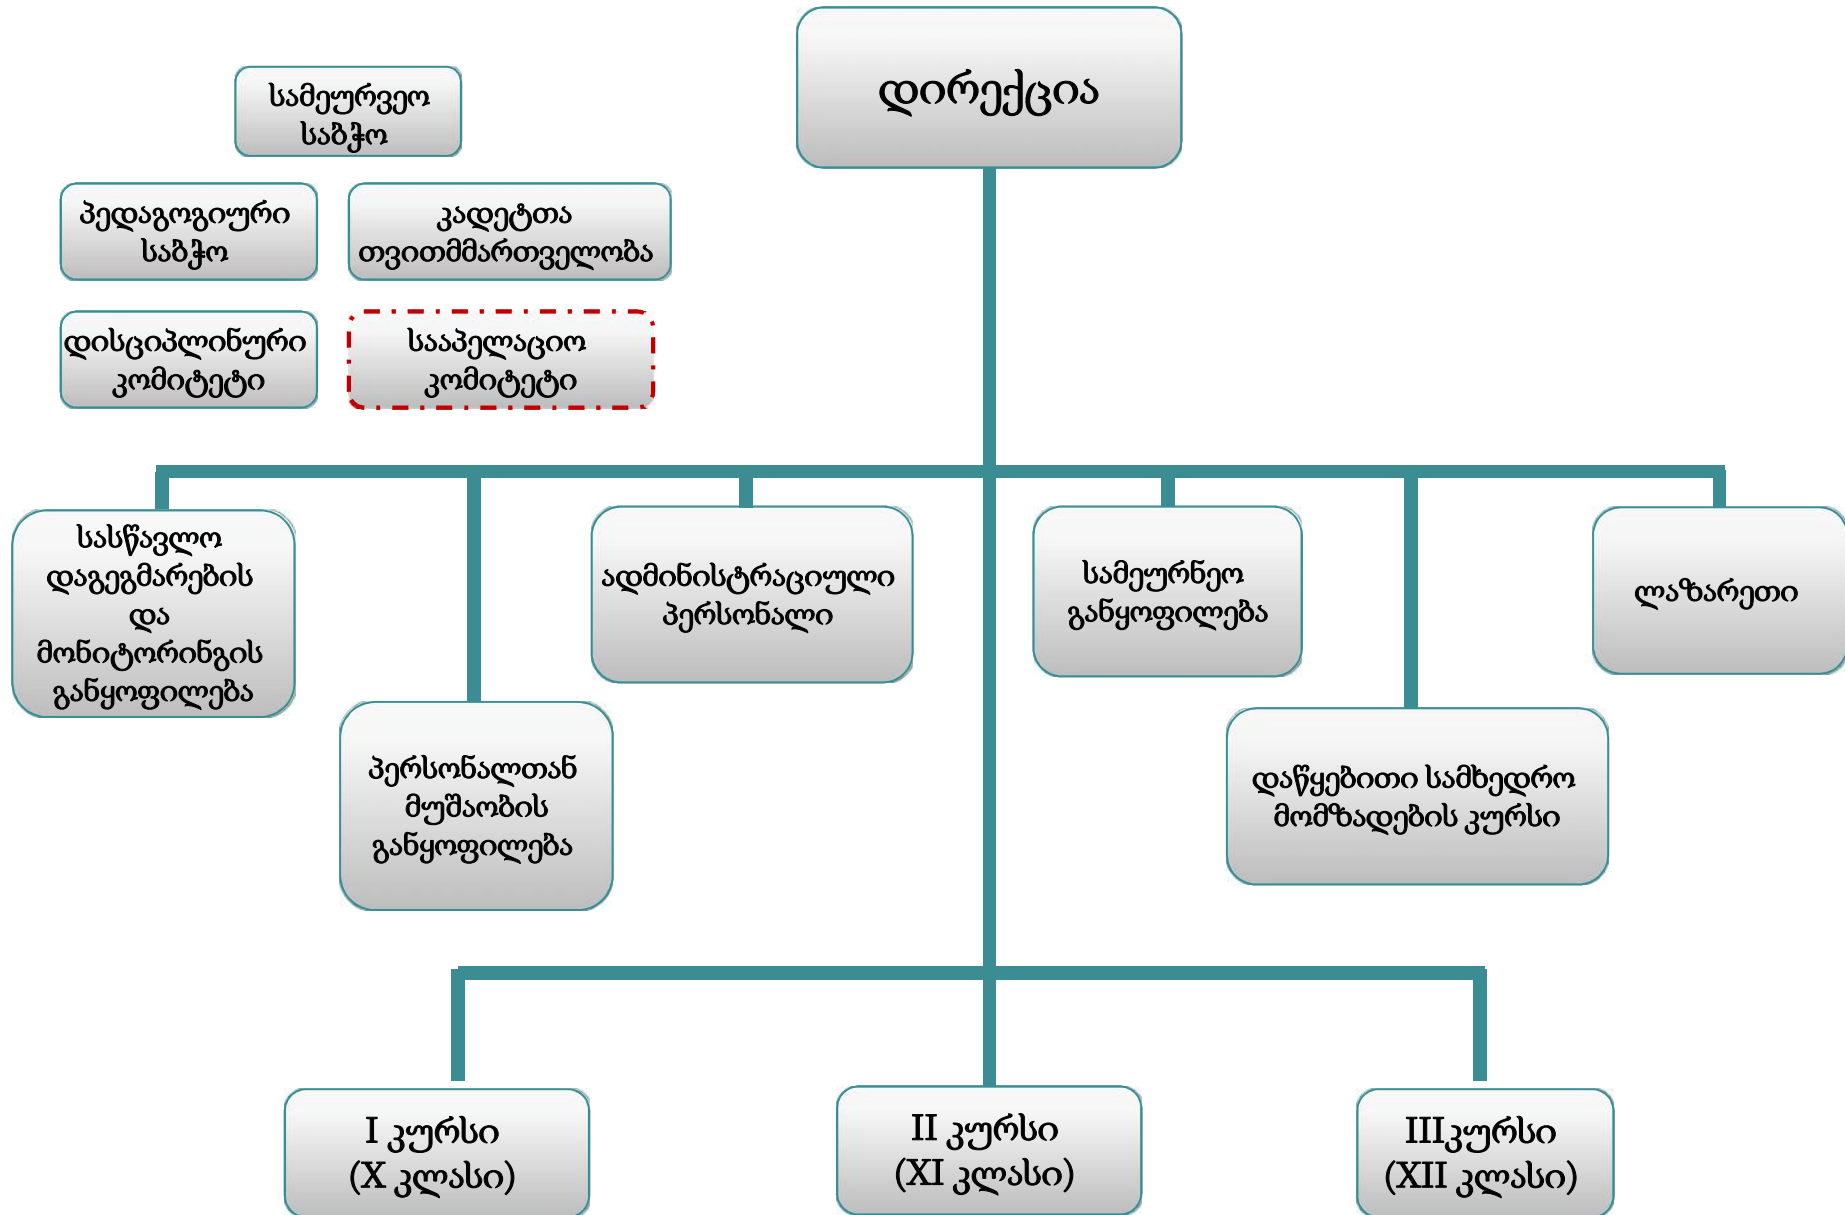 დირექცია
სამეურვეო
საბჭო
პედაგოგიური
საბჭო
კადეტთა
თვითმმართველობა
დისციპლინური
კომიტეტი
სააპელაციო
კომიტეტი
სასწავლო
დაგეგმარების
და
მონიტორინგის
განყოფილება
პერსონალთან
მუშაობის
განყოფილება
ადმინისტრაციული
პერსონალი
სამეურნეო
განყოფილება
დაწყებითი სამხედრო
მომზადების კურსი
ლაზარეთი
I კურსი
(X კლასი)
II კურსი
(XI კლასი)
IIIკურსი
(XII კლასი)